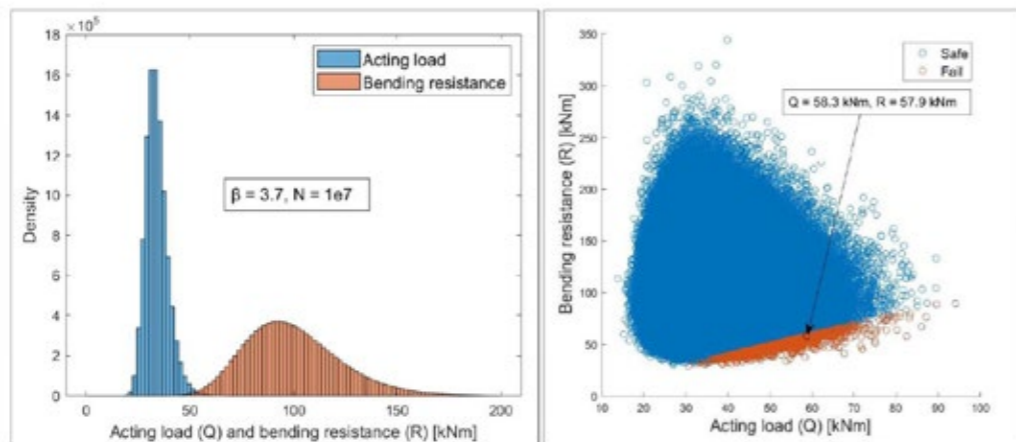 ×10⁵
18
16
14
12
10
8
6
4
2
0
Density
Acting load
Bending resistance
β = 3.7, N = 1e7
0 50 100 150 200
Acting load (Q) and bending resistance (R) [kNm]
350
300
250
200
150
100
50
0
Bending resistance (R) [kNm]
Safe
Fail
Q = 58.3 kNm, R = 57.9 kNm
10 20 30 40 50 60 70 80 90 100
Acting load (Q) [kNm]